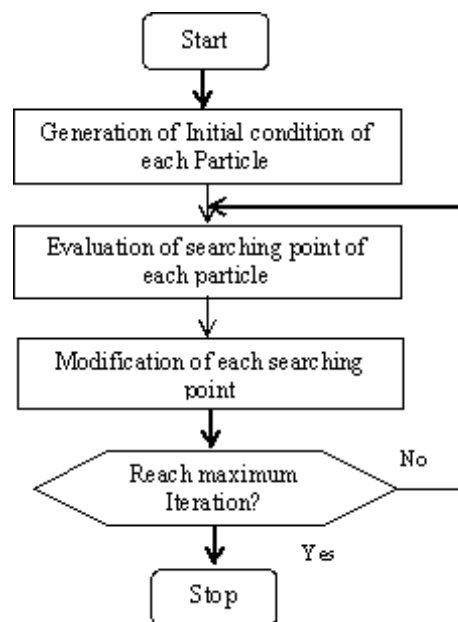 Start
Generation of Initial condition of
each Particle
Evaluation of searching point of
each particle
Modification of each searching
point
Reach maximum
Iteration?
No
Yes
Stop